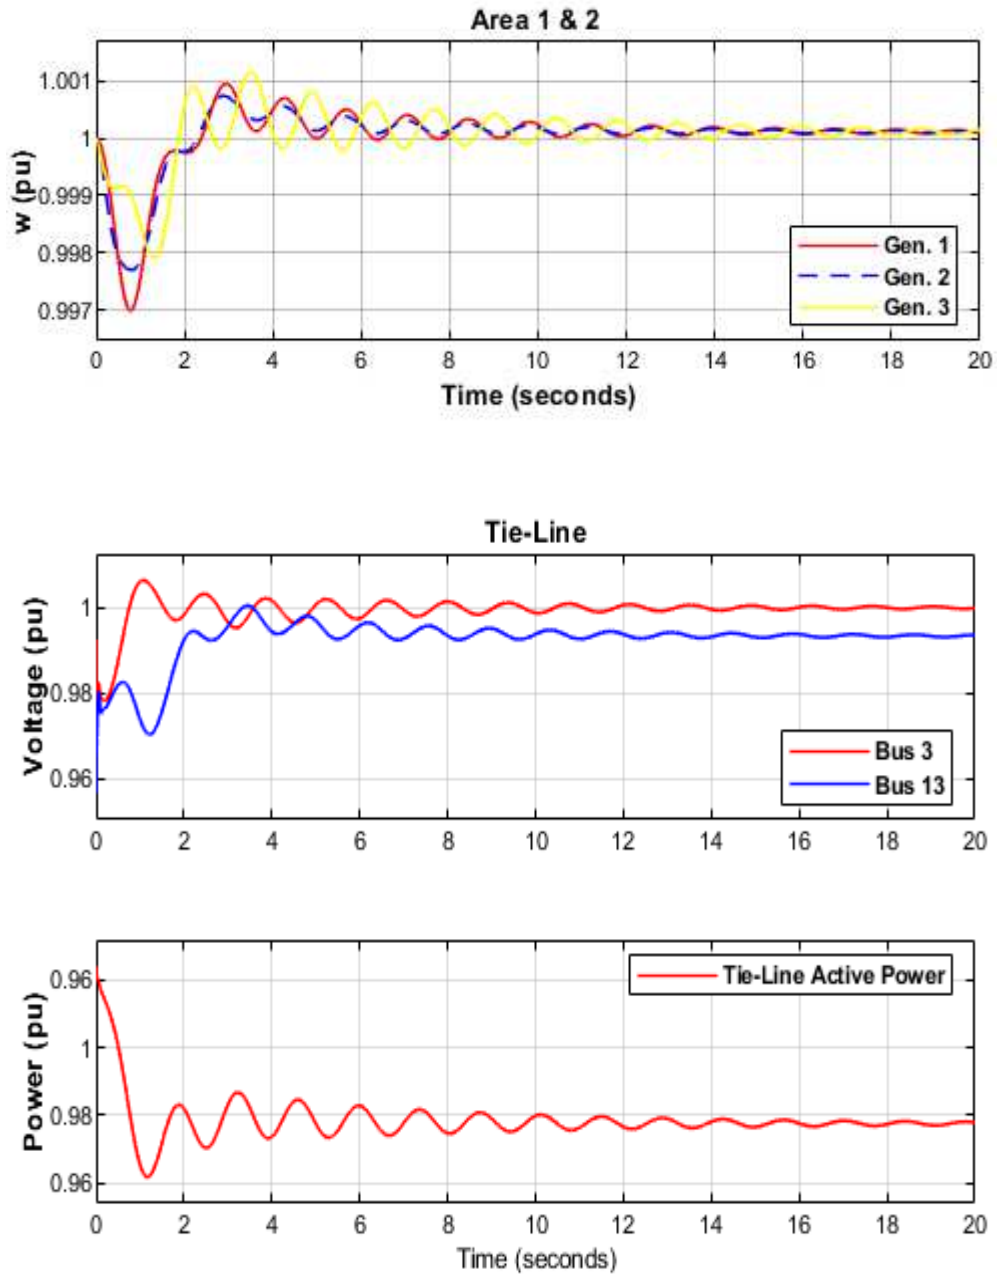 Area 1 & 2
w (pu)
1.001
1
0.999
0.998
0.997
Gen. 1
Gen. 2
Gen. 3
0 2 4 6 8 10 12 14 16 18 20
Time (seconds)
Tie-Line
Voltage (pu)
1
0.98
0.96
Bus 3
Bus 13
0 2 4 6 8 10 12 14 16 18 20
Power (pu)
0.96
1
0.98
0.96
Tie-Line Active Power
0 2 4 6 8 10 12 14 16 18 20
Time (seconds)